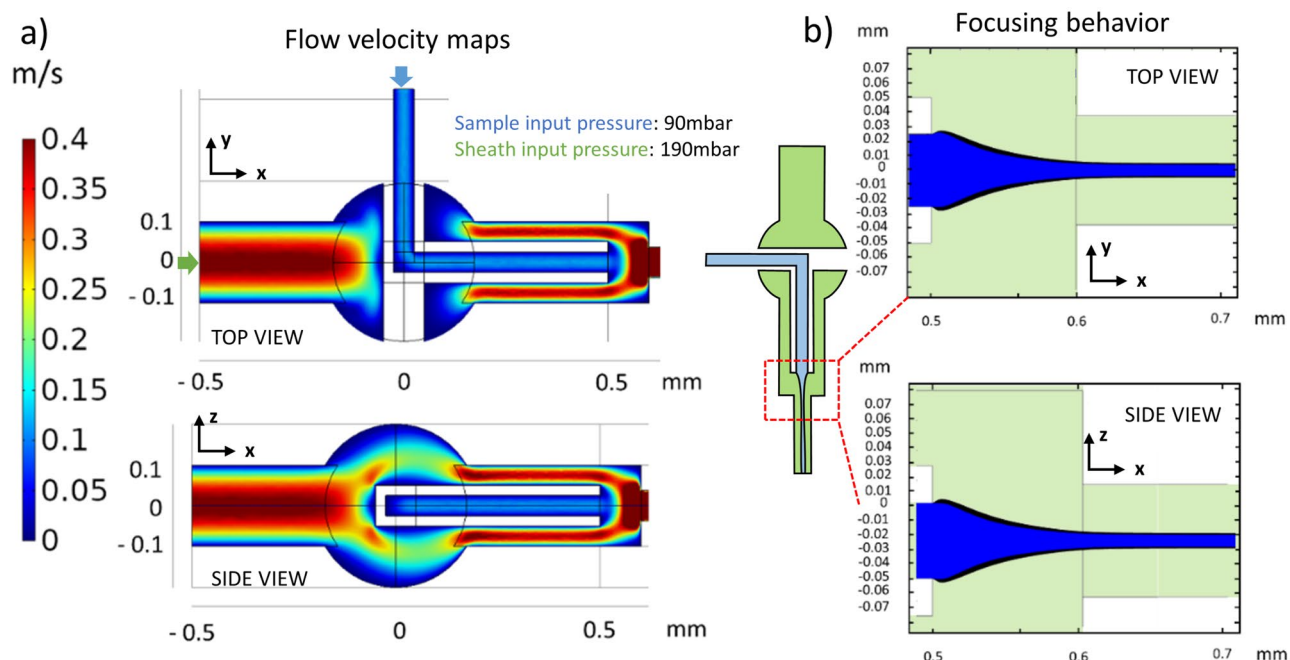 a)
Flow velocity maps
m/s
0.4
0.35
0.3
0.25
0.2
0.15
0.1
0.05
0
y
x
Sample input pressure: 90mbar
Sheath input pressure: 190mbar
0.1
0
- 0.1
TOP VIEW
- 0.5
0
0.5
mm
z
x
0.1
0
- 0.1
SIDE VIEW
- 0.5
0
0.5
mm
b)
Focusing behavior
mm
0.07
0.06
0.05
0.04
0.03
0.02
0.01
0
-0.01
-0.02
-0.03
-0.04
-0.05
-0.06
-0.07
TOP VIEW
y
x
0.5
0.6
0.7
mm
mm
0.07
0.06
0.05
0.04
0.03
0.02
0.01
0
-0.01
-0.02
-0.03
-0.04
-0.05
-0.06
-0.07
SIDE VIEW
z
x
0.5
0.6
0.7
mm